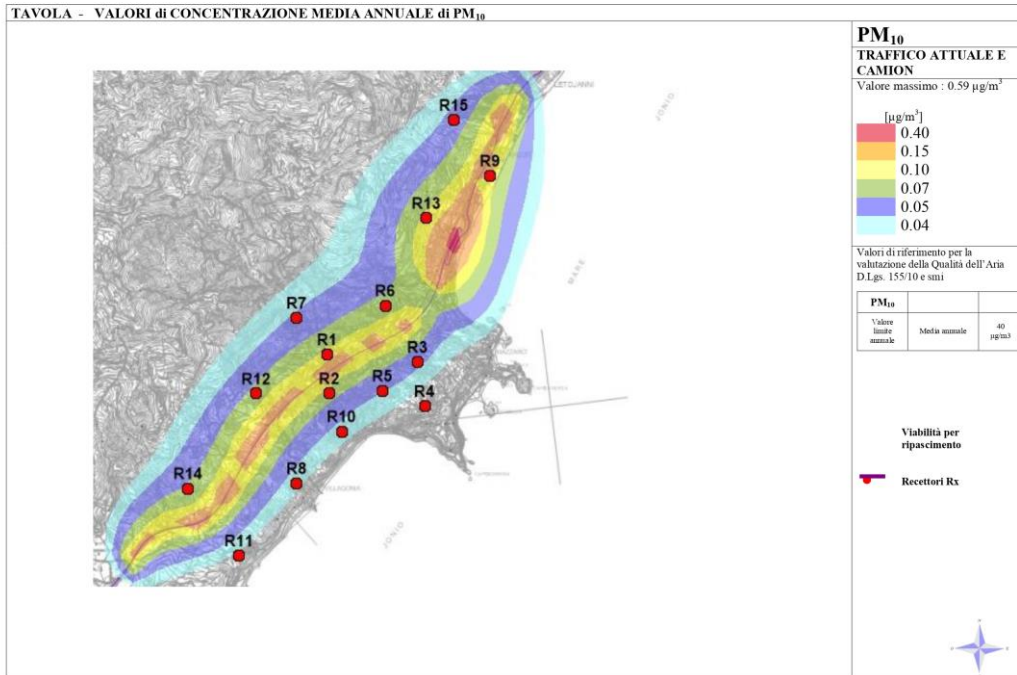 TAVOLA - VALORI di CONCENTRAZIONE MEDIA ANNUALE di PM₁₀
PM₁₀
TRAFFICO ATTUALE E
CAMION
Valore massimo : 0.59 µg/m³
[µg/m³]
0.40
0.15
0.10
0.07
0.05
0.04
Valori di riferimento per la
valutazione della Qualità dell'Aria
D.Lgs. 155/10 e smi
PM₁₀
Valore
limite
annuale
Media annuale
40
µg/m3
Viabilità per
ripascimento
Recettori Rx
LETOJANNI
JONIO
R15
R9
R13
MARE
R6
R7
R1
R3
R12
R2
R5
R4
R10
R14
R8
JONIO
R11